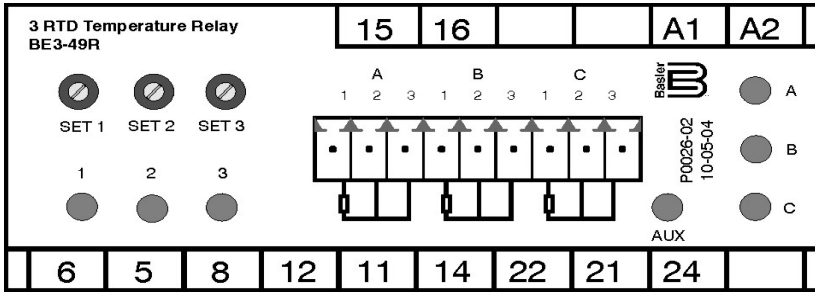 3 RTD Temperature Relay
BE3-49R
15 16 A1 A2
A B C
1 2 3 1 2 3 1 2 3
SET 1 SET 2 SET 3
1 2 3
Basler
P0026-02
10-05-04
A
B
C
AUX
6 5 8 12 11 14 22 21 24